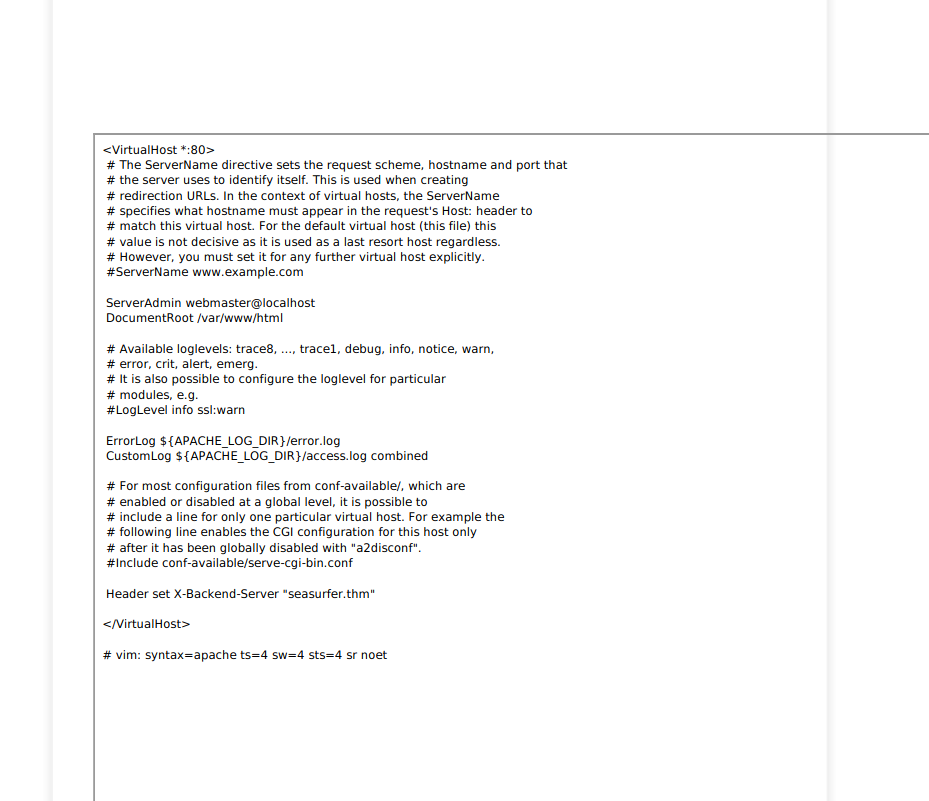 <VirtualHost *:80>
# The ServerName directive sets the request scheme, hostname and port that
# the server uses to identify itself. This is used when creating
# redirection URLs. In the context of virtual hosts, the ServerName
# specifies what hostname must appear in the request's Host: header to
# match this virtual host. For the default virtual host (this file) this
# value is not decisive as it is used as a last resort host regardless.
# However, you must set it for any further virtual host explicitly.
#ServerName www.example.com
ServerAdmin webmaster@localhost
DocumentRoot /var/www/html
# Available loglevels: trace8, ..., trace1, debug, info, notice, warn,
# error, crit, alert, emerg.
# It is also possible to configure the loglevel for particular
# modules, e.g.
#LogLevel info ssl:warn
ErrorLog ${APACHE_LOG_DIR}/error.log
CustomLog ${APACHE_LOG_DIR}/access.log combined
# For most configuration files from conf-available/, which are
# enabled or disabled at a global level, it is possible to
# include a line for only one particular virtual host. For example the
# following line enables the CGI configuration for this host only
# after it has been globally disabled with "a2disconf".
#Include conf-available/serve-cgi-bin.conf
Header set X-Backend-Server "seasurfer.thm"
</VirtualHost>
# vim: syntax=apache ts=4 sw=4 sts=4 sr noet